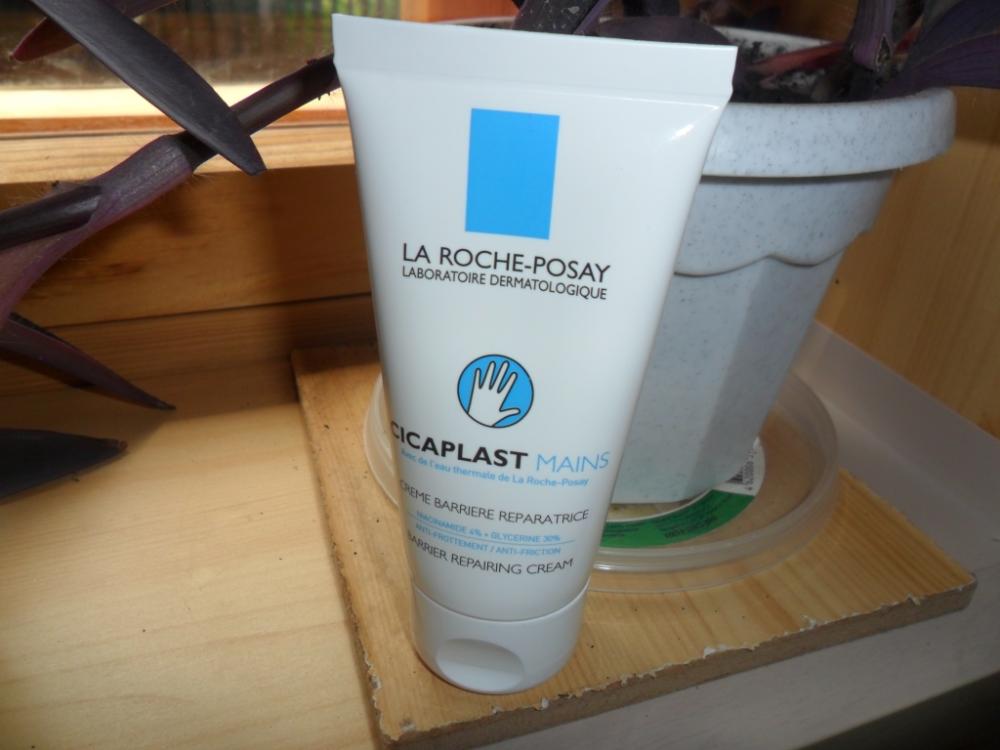 LA ROCHE-POSAY
LABORATOIRE DERMATOLOGIQUE
CICAPLAST MAINS
Avec de l'eau thermale de La Roche-Posay
CREME BARRIERE REPARATRICE
NIACINAMIDE 4% + GLYCERINE 30%
ANTI-FROTTEMENT / ANTI-FRICTION
BARRIER REPAIRING CREAM